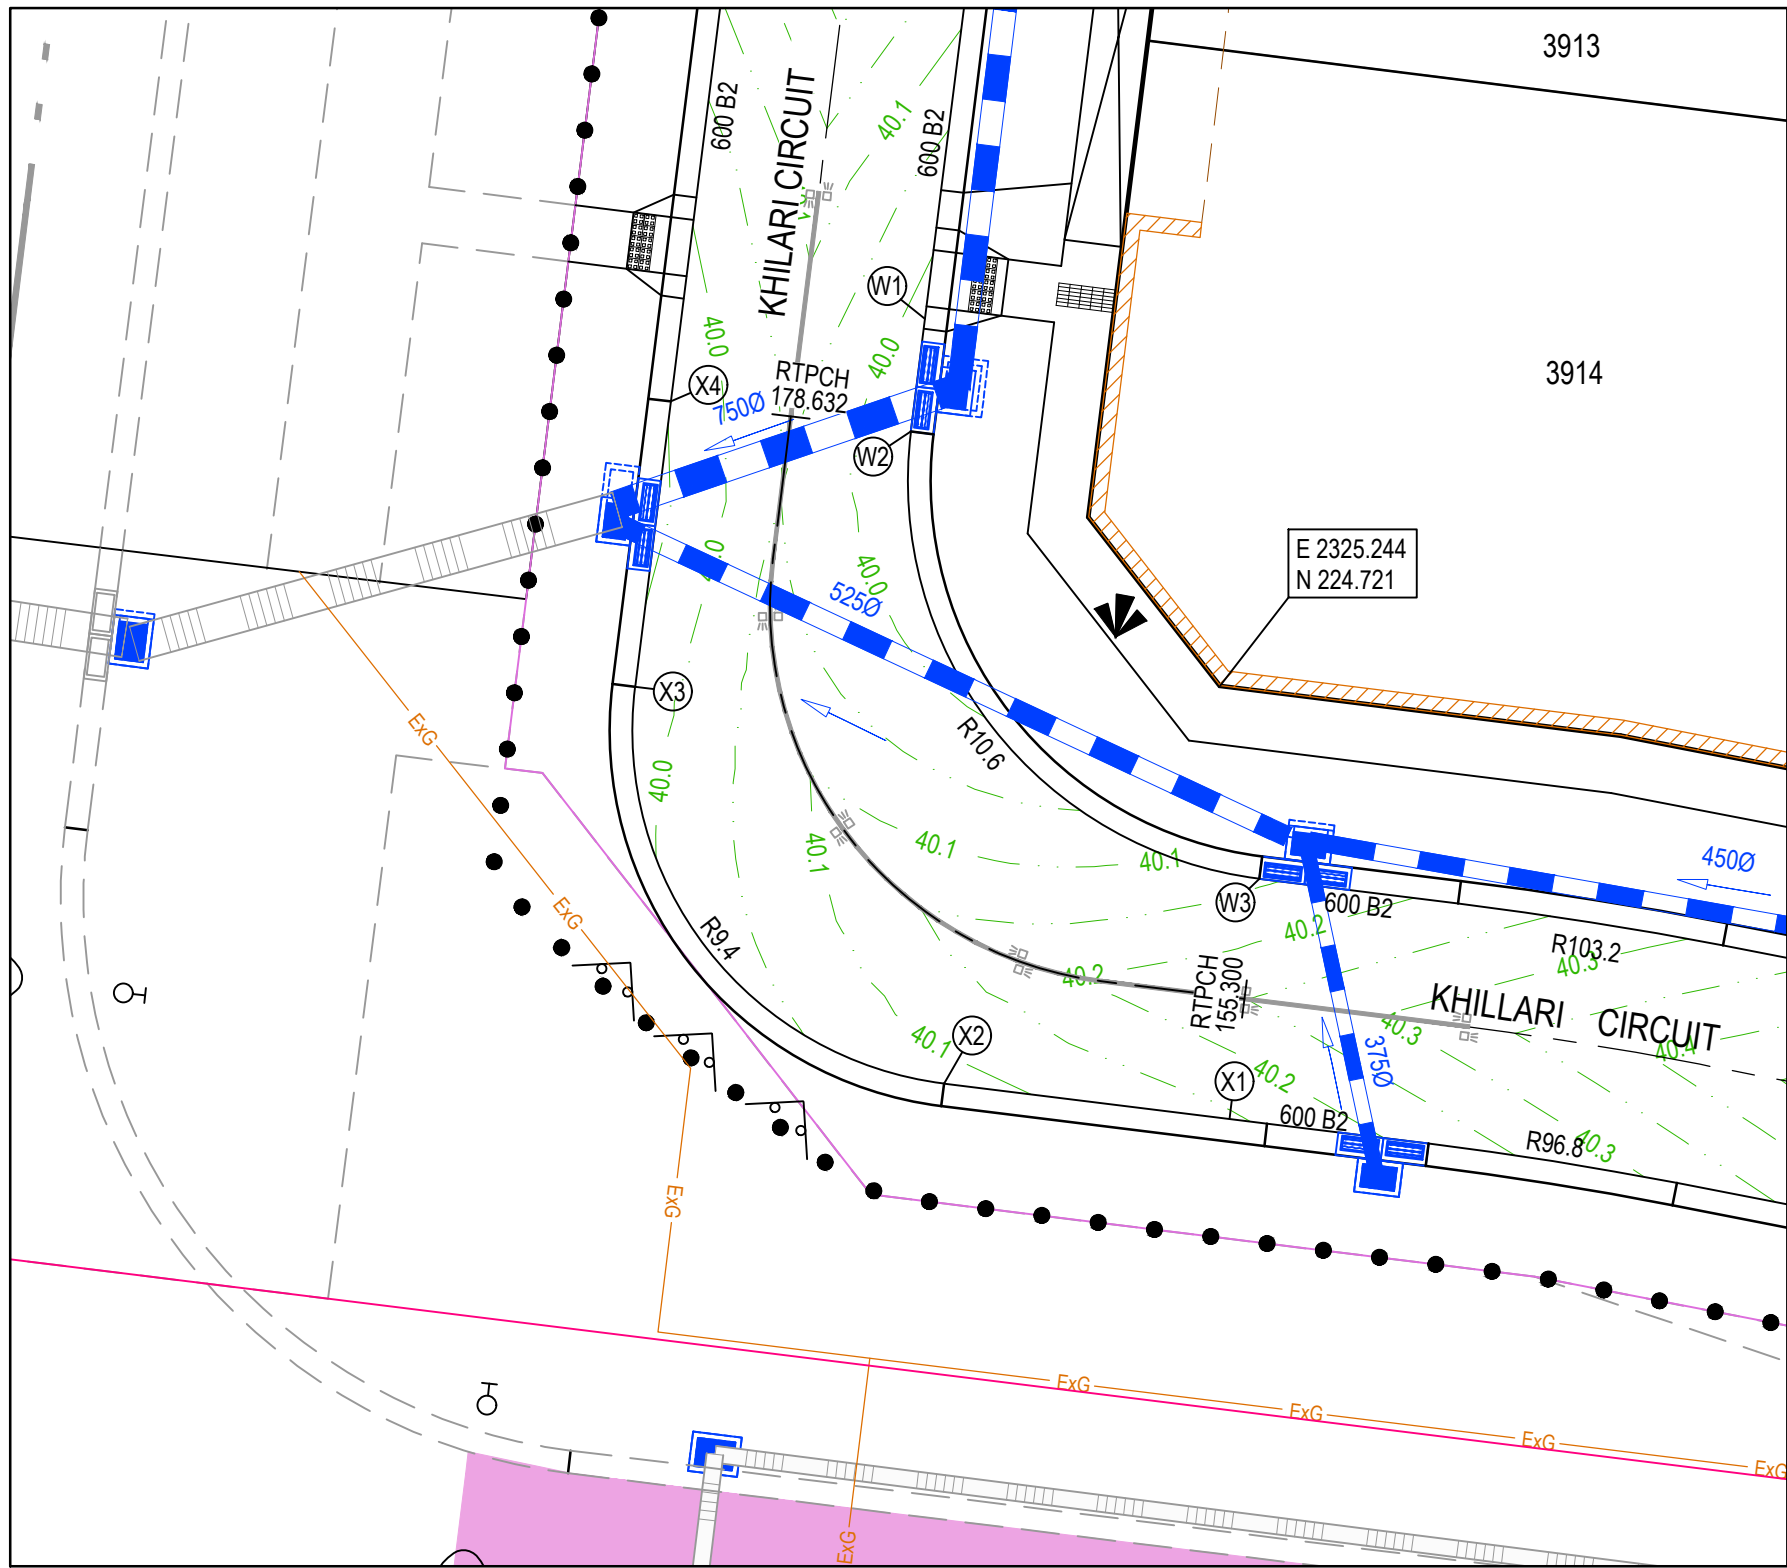 3913
600 B2
KHILARI CIRCUIT
40.1
600 B2
W1
3914
40.0
40.0
RTPCH
178.632
X4
750Ø
W2
E 2325.244
N 224.721
40.0
525Ø
X3
ExG
R10.6
40.0
40.1
40.1
40.1
450Ø
ExG
W3
600 B2
40.2
R9.4
R103.2
40.3
40.2
RTPCH
155.300
KHILLARI CIRCUIT
40.3
40.4
40.1
X2
375Ø
X1
40.2
600 B2
R96.8
40.3
ExG
ExG
ExG
ExG
ExG
ExG